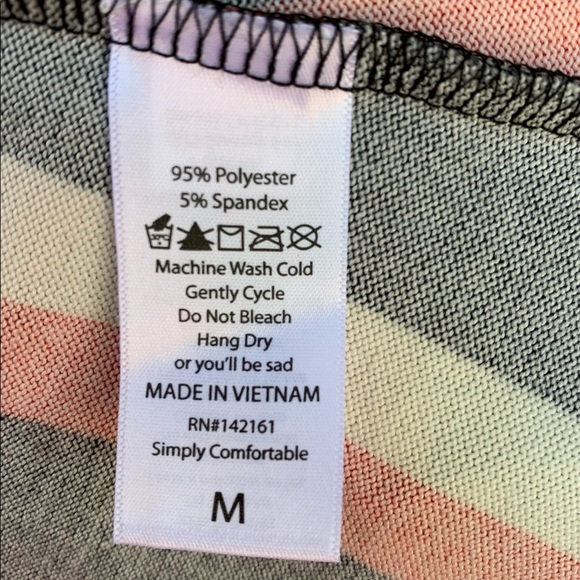 95% Polyester
5% Spandex
30°C
Machine Wash Cold
Gently Cycle
Do Not Bleach
Hang Dry
or you'll be sad
MADE IN VIETNAM
RN#142161
Simply Comfortable
M